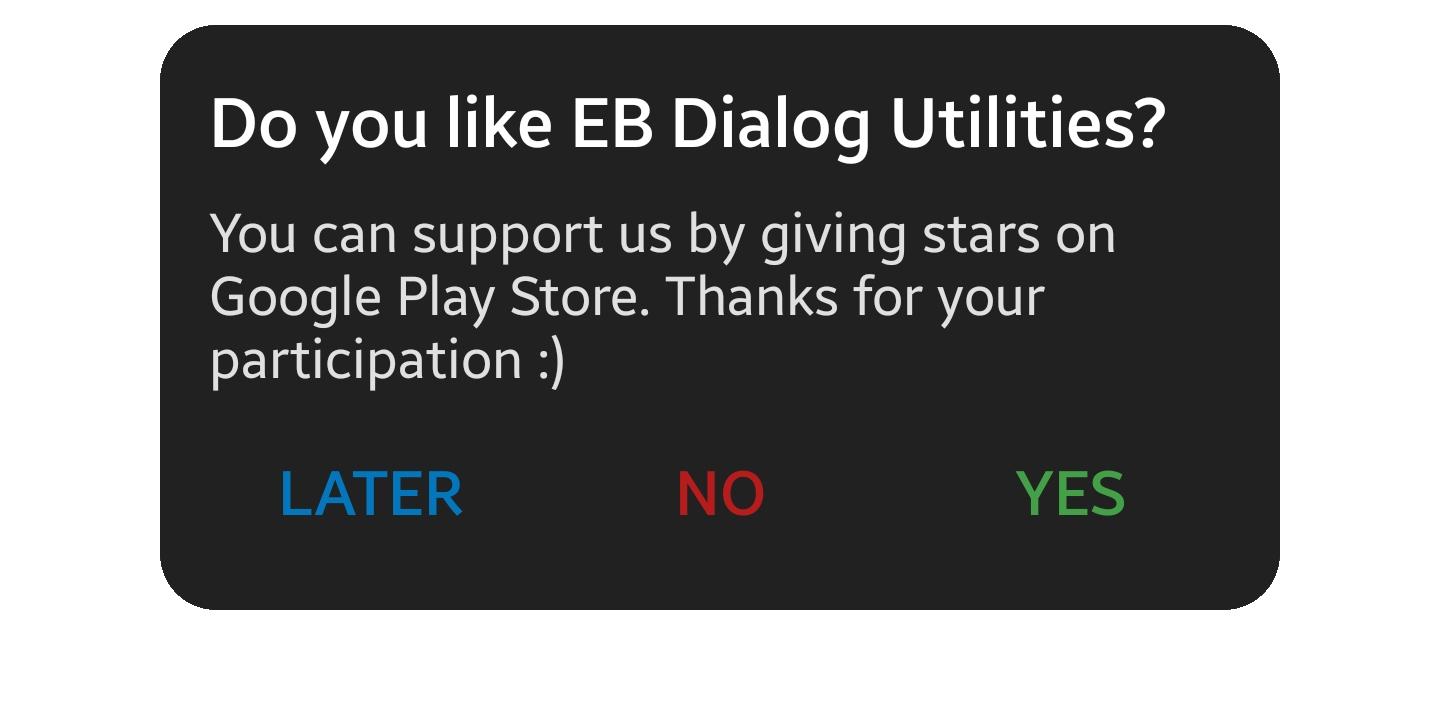 Do you like EB Dialog Utilities?
You can support us by giving stars on
Google Play Store. Thanks for your
participation :)
LATER NO YES